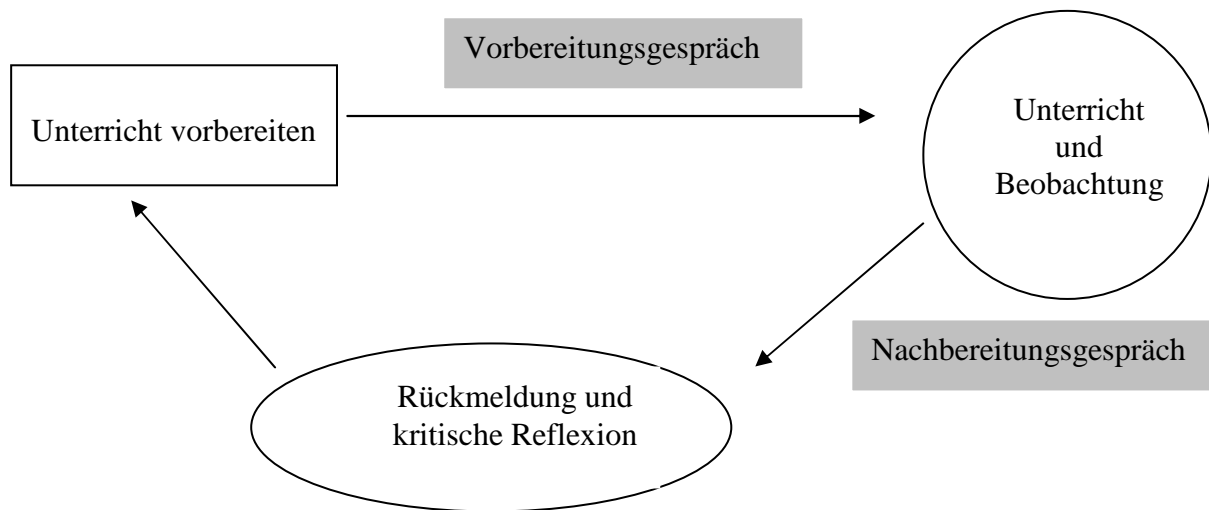 Vorbereitungsgespräch
Unterricht vorbereiten
Unterricht
und
Beobachtung
Nachbereitungsgespräch
Rückmeldung und
kritische Reflexion